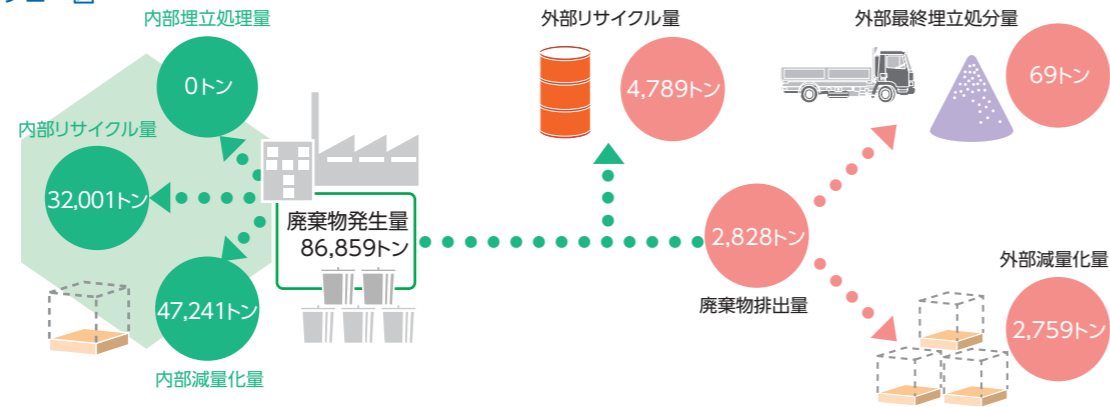 内部埋立処理量
0トン
内部リサイクル量
32,001トン
47,241トン
内部減量化量
廃棄物発生量
86,859トン
外部リサイクル量
4,789トン
2,828トン
廃棄物排出量
外部最終埋立処分量
69トン
外部減量化量
2,759トン